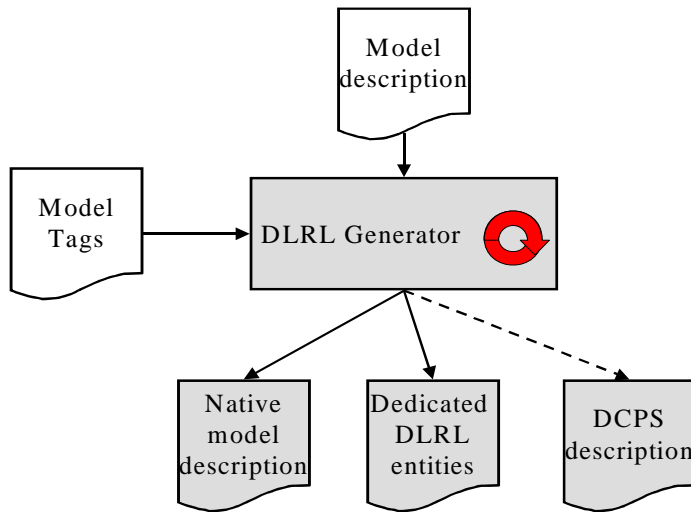 Model
description
Model
Tags
DLRL Generator
Native
model
description
Dedicated
DLRL
entities
DCPS
description